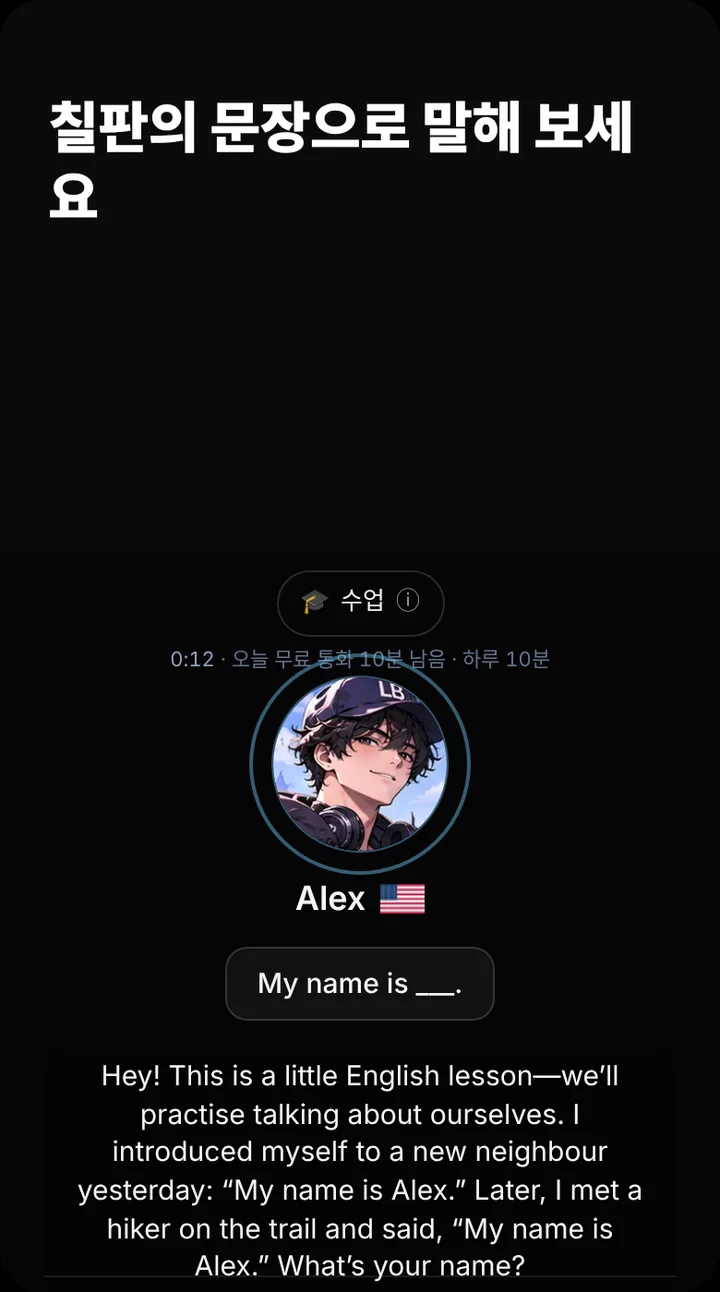 칠판의 문장으로 말해 보세
요
🎓 수업 ⓘ
0:12 · 오늘 무료 통화 10분 남음 · 하루 10분
LB
Alex 🇺🇸
My name is ___.
Hey! This is a little English lesson—we’ll
practise talking about ourselves. I
introduced myself to a new neighbour
yesterday: “My name is Alex.” Later, I met a
hiker on the trail and said, “My name is
Alex.” What’s your name?